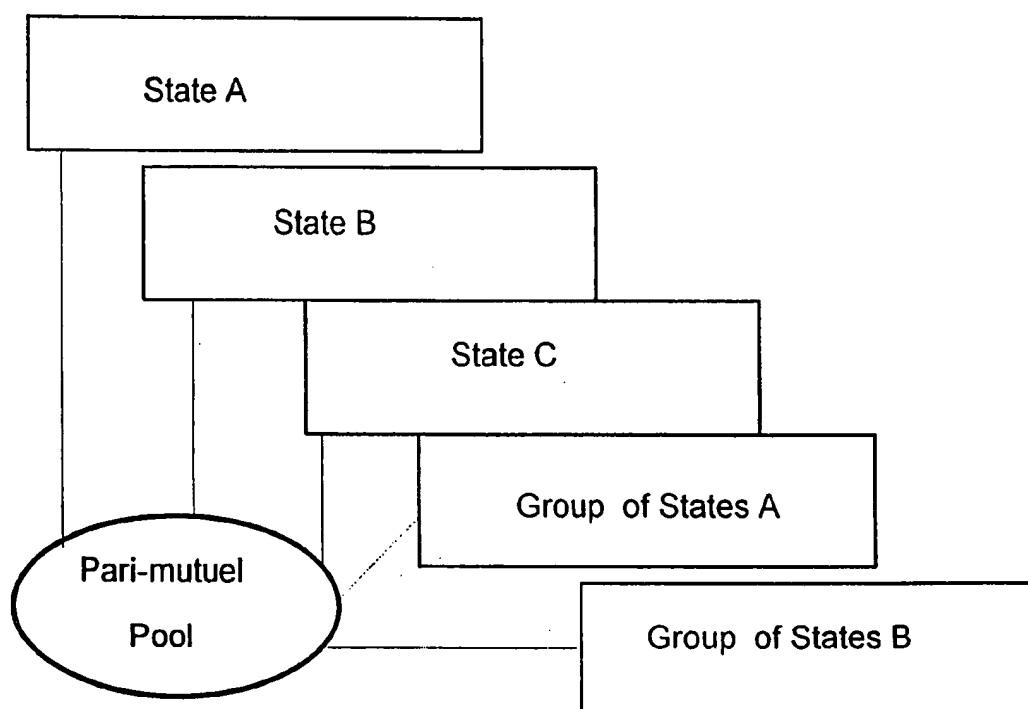 State A
State B
State C
Group of States A
Pari-mutuel
Pool
Group of States B